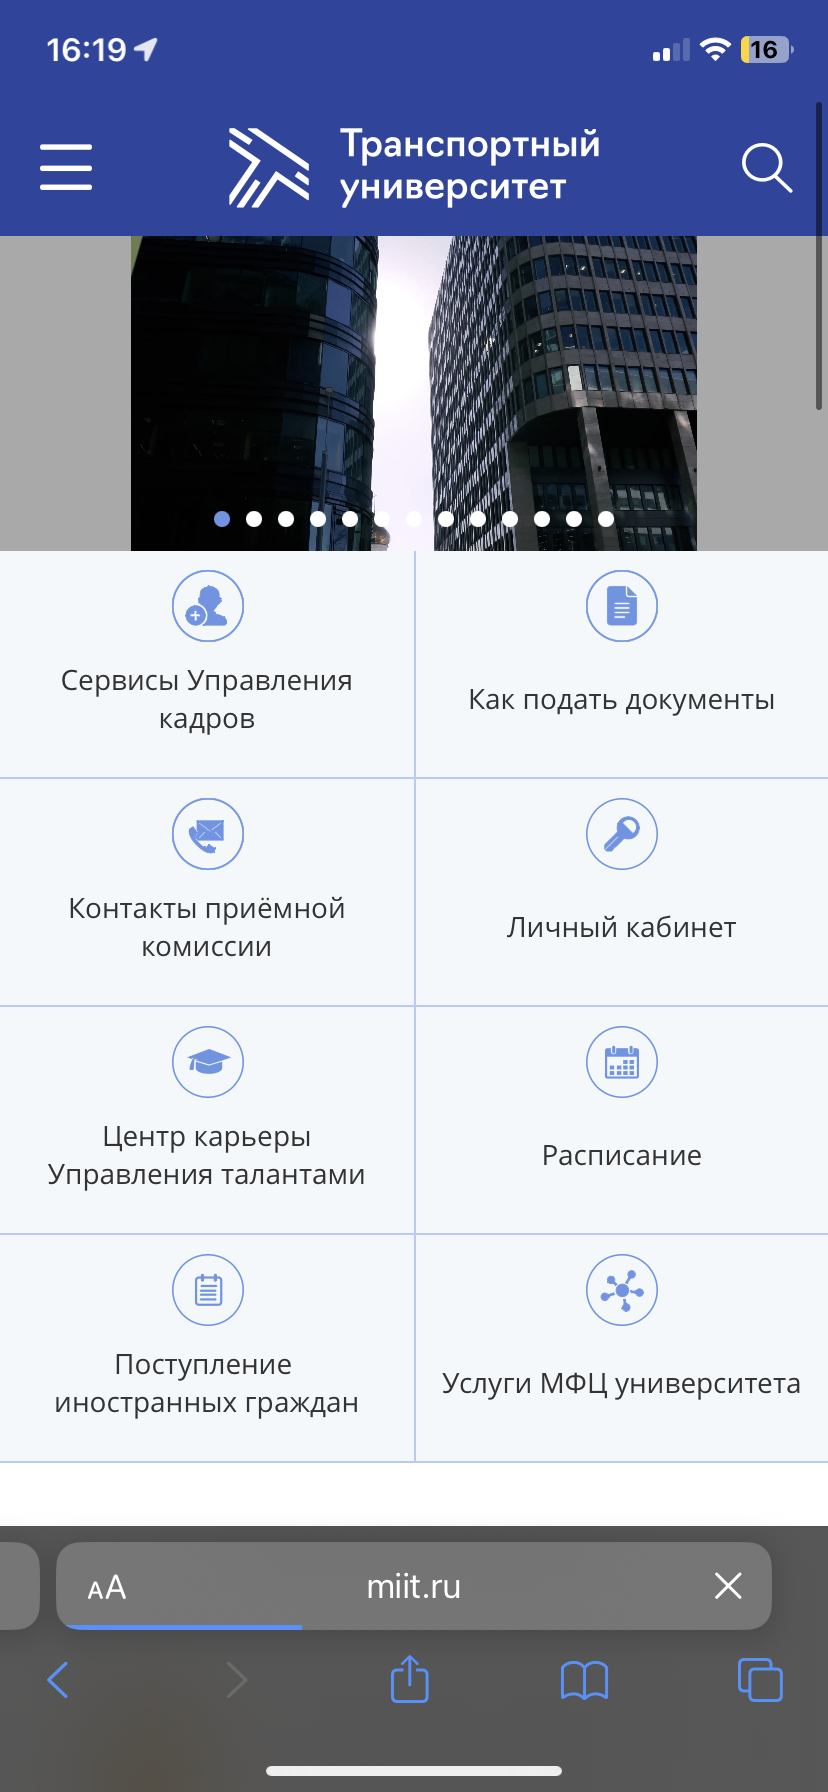 16:19
16
Транспортный
университет
Сервисы Управления
кадров
Как подать документы
Контакты приёмной
комиссии
Личный кабинет
Центр карьеры
Управления талантами
Расписание
Поступление
иностранных граждан
Услуги МФЦ университета
AA
miit.ru